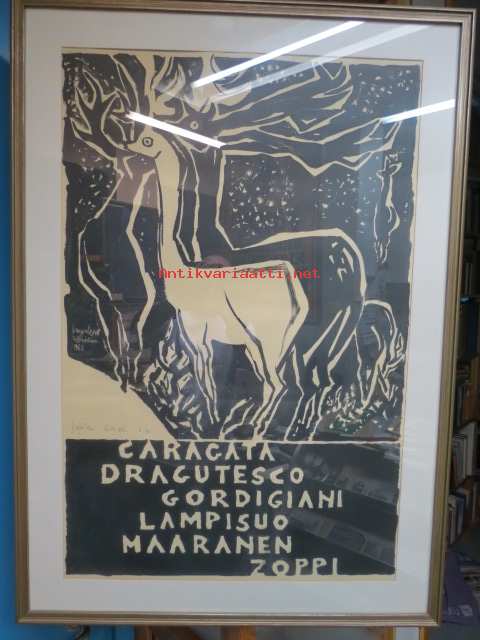 Antikvariaatti.net
CARAGATA
DRAGUTESCO
GORDIGIANI
LAMPISUO
MAARANEN
ZOPPI